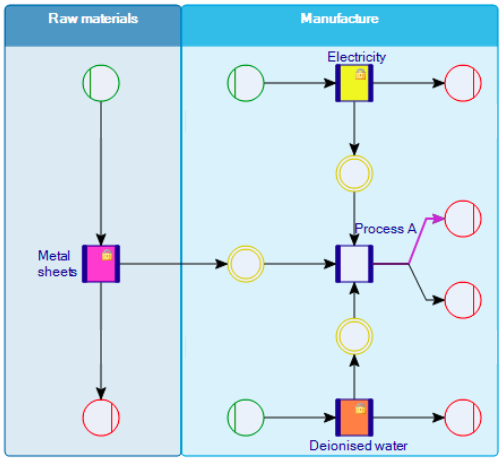 Raw materials
Manufacture
Electricity
Process A
Metal
sheets
Deionised water